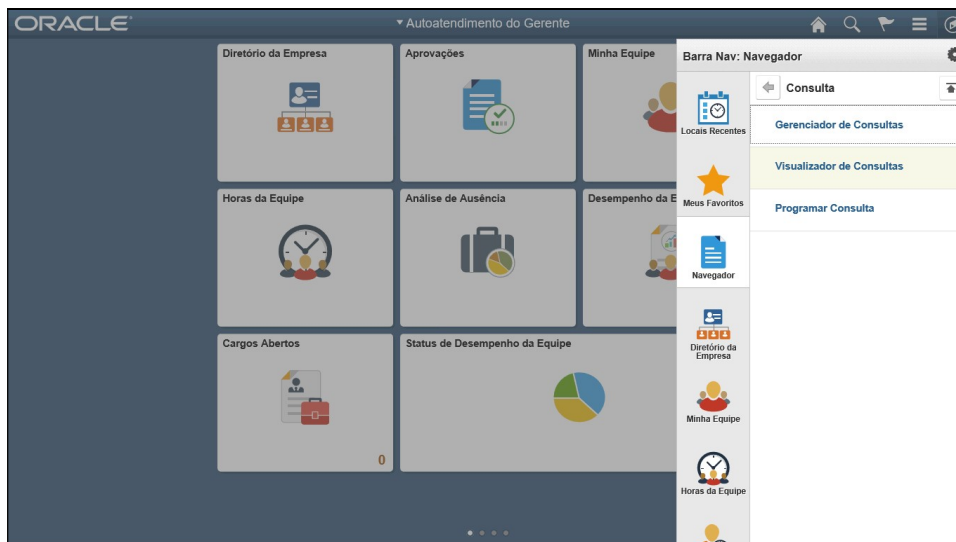 ORACLE
Autoatendimento do Gerente
Diretório da Empresa
Aprovações
Minha Equipe
Horas da Equipe
Análise de Ausência
Desempenho da E
Cargos Abertos
0
Status de Desempenho da Equipe
Barra Nav: Navegador
Locais Recentes
Meus Favoritos
Navegador
Diretório da
Empresa
Minha Equipe
Horas da Equipe
Consulta
Gerenciador de Consultas
Visualizador de Consultas
Programar Consulta